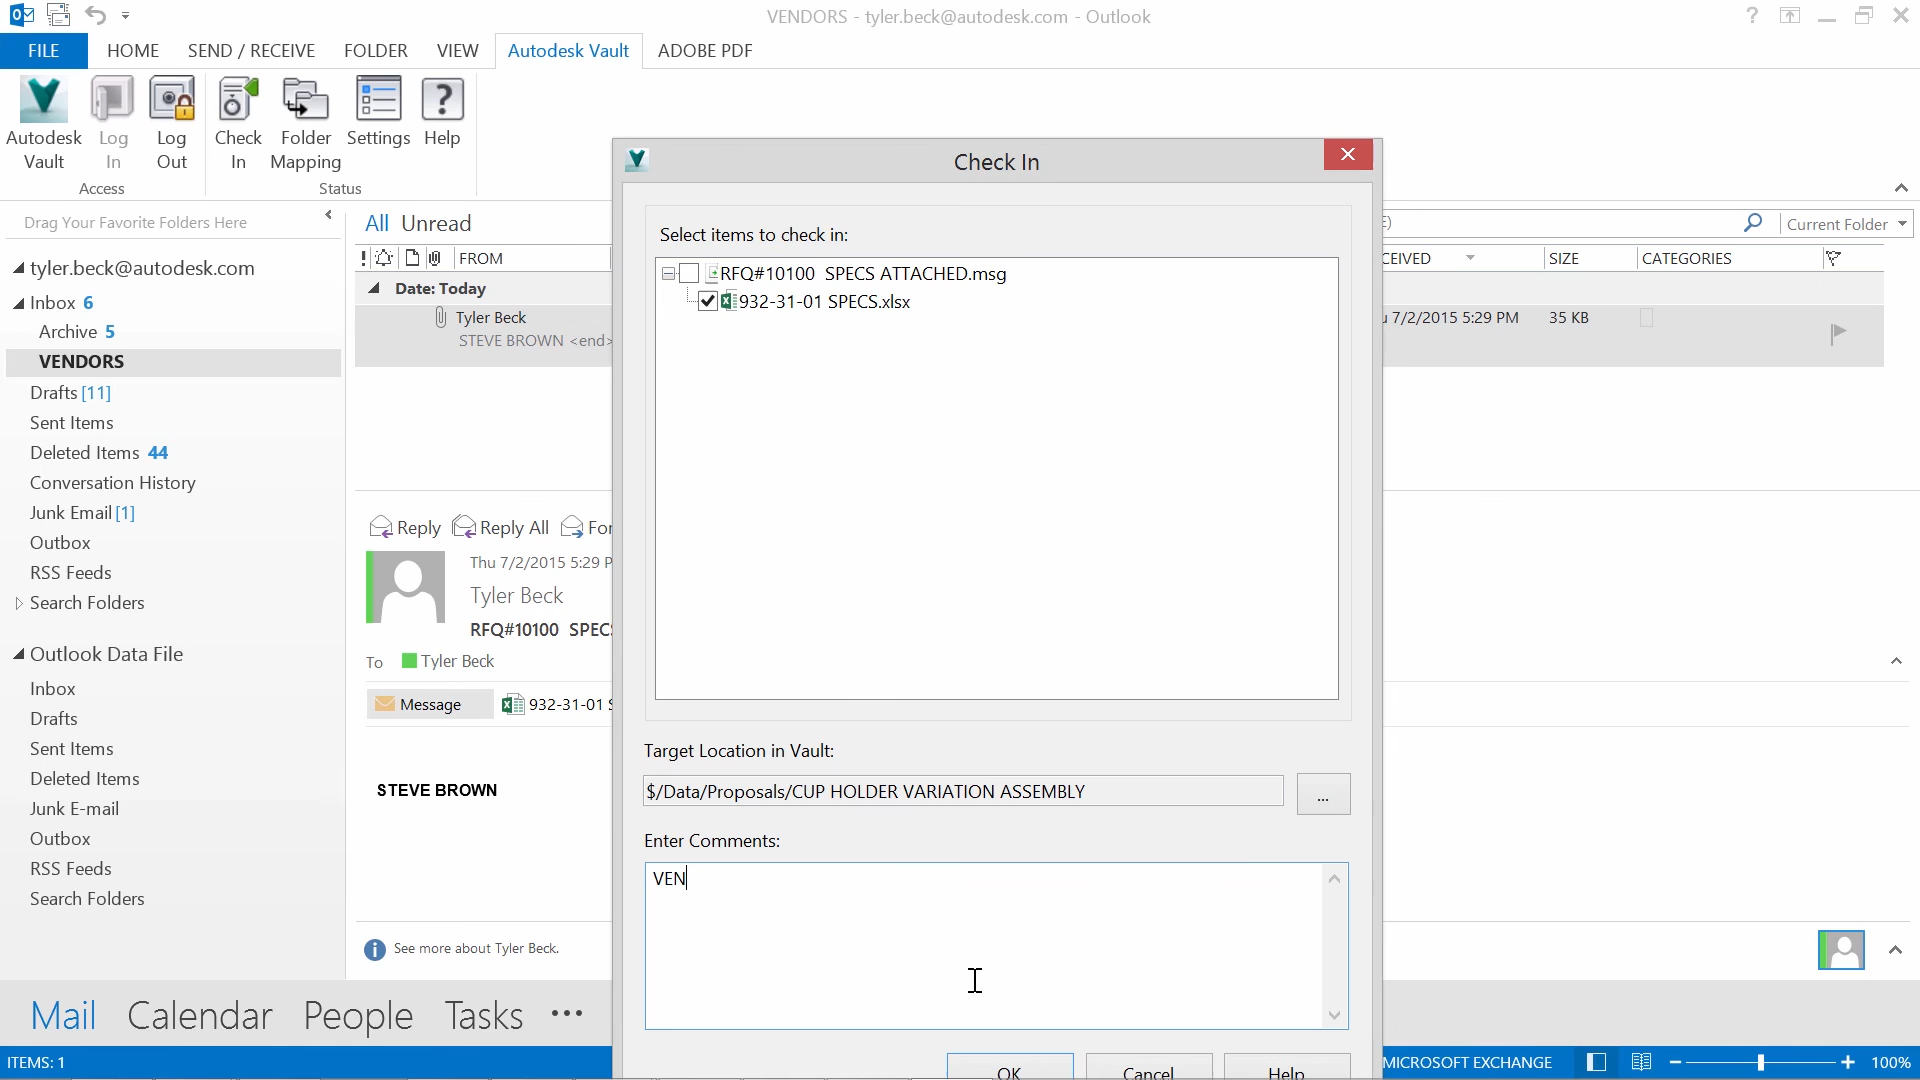 VENDORS - tyler.beck@autodesk.com - Outlook
FILE HOME SEND / RECEIVE FOLDER VIEW Autodesk Vault ADOBE PDF
Autodesk Vault
Log In
Log Out
Check In
Folder Mapping
Settings
Help
Access
Status
Drag Your Favorite Folders Here
tyler.beck@autodesk.com
Inbox 6
Archive 5
VENDORS
Drafts [11]
Sent Items
Deleted Items 44
Conversation History
Junk Email [1]
Outbox
RSS Feeds
Search Folders
Outlook Data File
Inbox
Drafts
Sent Items
Deleted Items
Junk E-mail
Outbox
RSS Feeds
Search Folders
All Unread
Current Folder
! FROM
CEIVED SIZE CATEGORIES
Date: Today
Tyler Beck
7/2/2015 5:29 PM 35 KB
STEVE BROWN <end>
Reply Reply All For
Thu 7/2/2015 5:29 P
Tyler Beck
RFQ#10100 SPECS
To Tyler Beck
Message 932-31-01 S
STEVE BROWN
See more about Tyler Beck.
Check In
Select items to check in:
RFQ#10100 SPECS ATTACHED.msg
932-31-01 SPECS.xlsx
Target Location in Vault:
$/Data/Proposals/CUP HOLDER VARIATION ASSEMBLY
...
Enter Comments:
VEN
OK Cancel Help
Mail Calendar People Tasks •••
ITEMS: 1
MICROSOFT EXCHANGE 100%